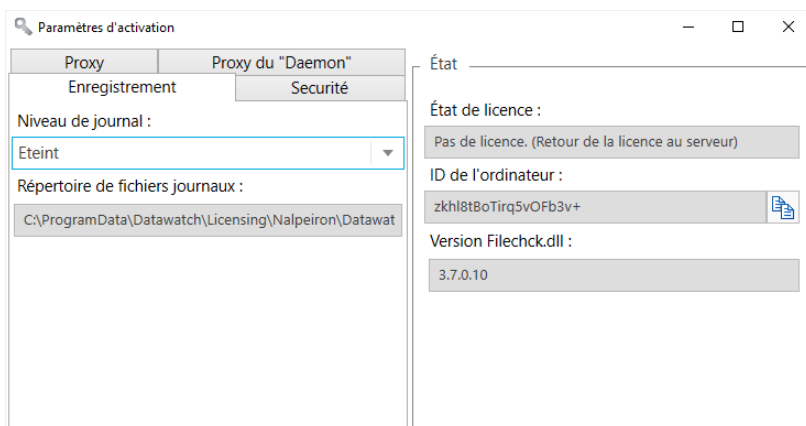 Paramètres d'activation
Proxy
Proxy du "Daemon"
Enregistrement
Securité
Niveau de journal :
Eteint
Répertoire de fichiers journaux :
C:\ProgramData\Datawatch\Licensing\Nalpeiron\Datawat
État
État de licence :
Pas de licence. (Retour de la licence au serveur)
ID de l'ordinateur :
zkhl8tBoTirq5vOFb3v+
Version Filechck.dll :
3.7.0.10